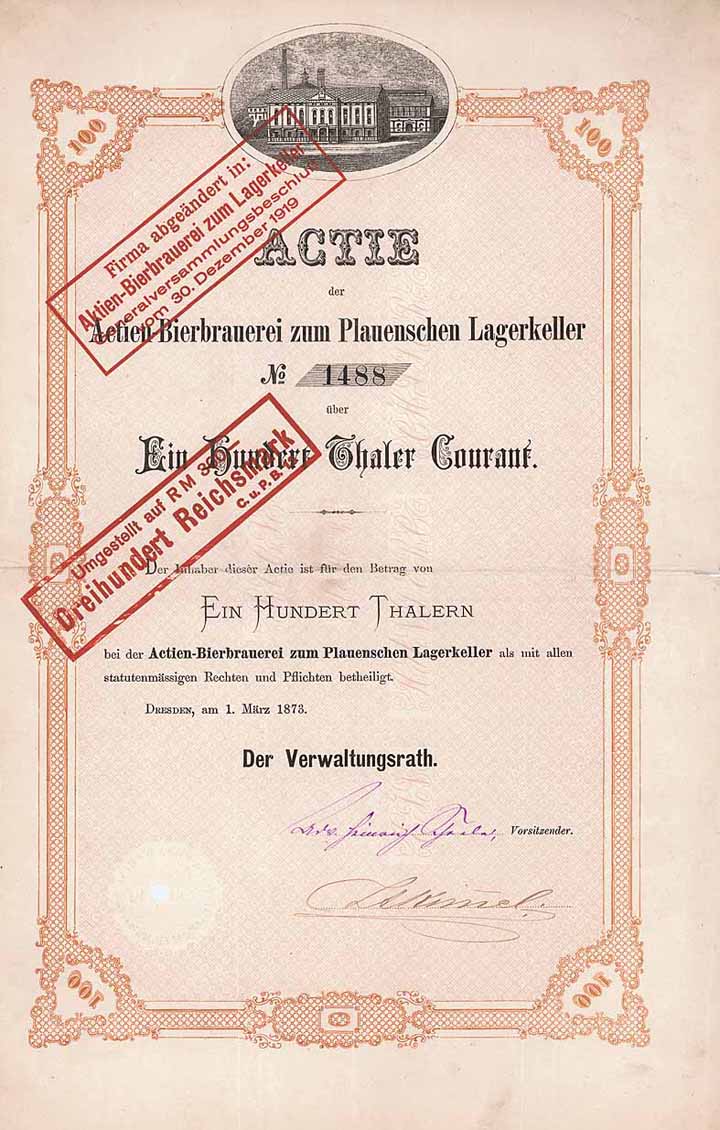 100
100
Firma abgeändert in:
Aktien-Bierbrauerei zum Lagerkeller
Generalversammlungsbeschluß
vom 30. Dezember 1919
ACTIE
der
Actien-Bierbrauerei zum Plauenschen Lagerkeller
No 1488
über
Ein Hundert Thaler Courant.
Umgestellt auf RM
Dreihundert Reichsmark
C. u. P. B.
Der Inhaber dieser Actie ist für den Betrag von
EIN HUNDERT THALERN
bei der Actien-Bierbrauerei zum Plauenschen Lagerkeller als mit allen
statutenmässigen Rechten und Pflichten betheiligt.
DRESDEN, am 1. März 1873.
Der Verwaltungsrath.
Adv. Heinrich Thiele, Vorsitzender.
100
100